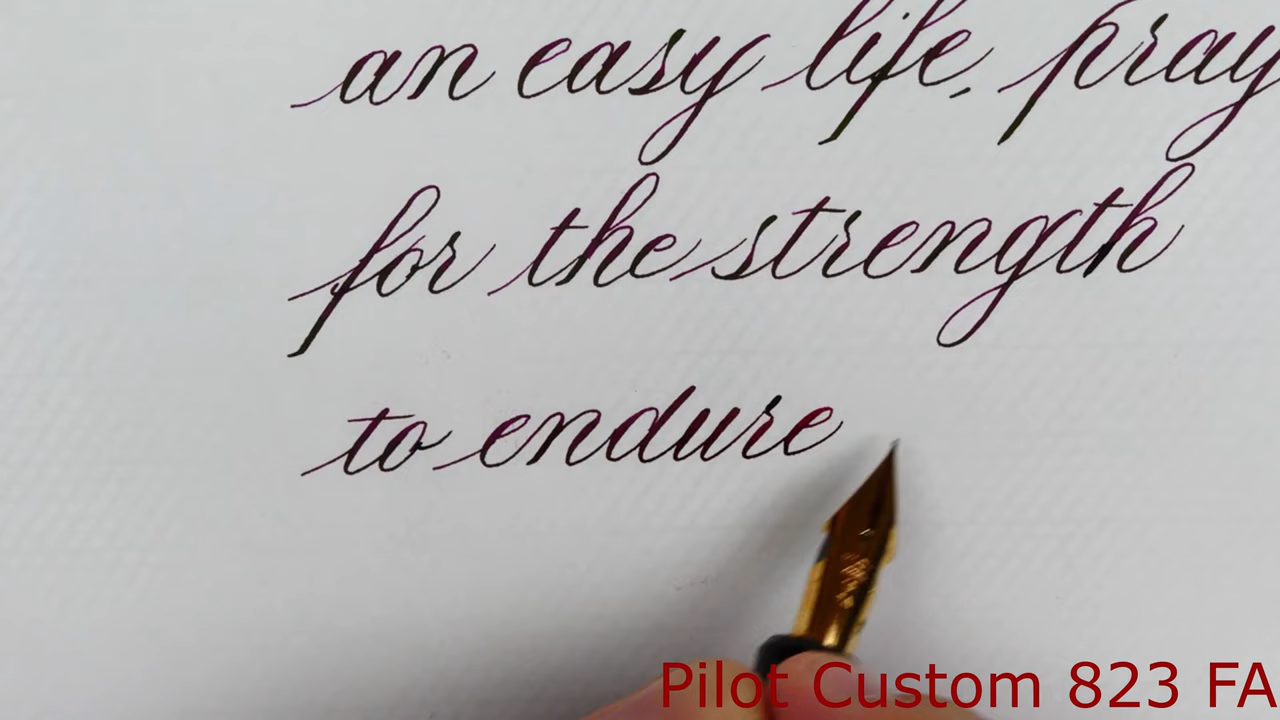 an easy life, pray
for the strength
to endure
Pilot Custom 823 FA